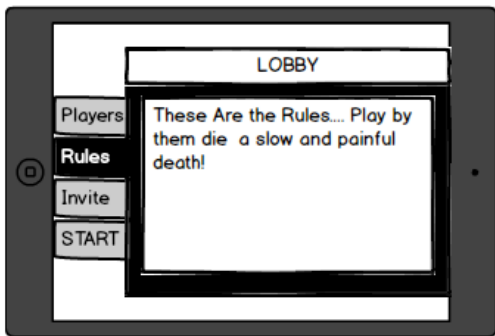 LOBBY
Players
Rules
Invite
START
These Are the Rules.... Play by
them die a slow and painful
death!